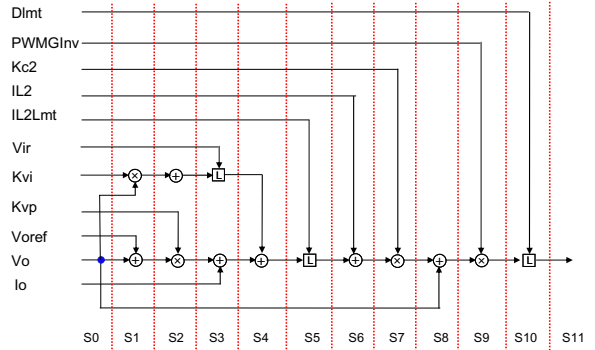 Dlmt
PWMGInv
Kc2
IL2
IL2Lmt
Vir
Kvi
L
Kvp
Voref
Vo
L
L
Io
S0 S1 S2 S3 S4 S5 S6 S7 S8 S9 S10 S11